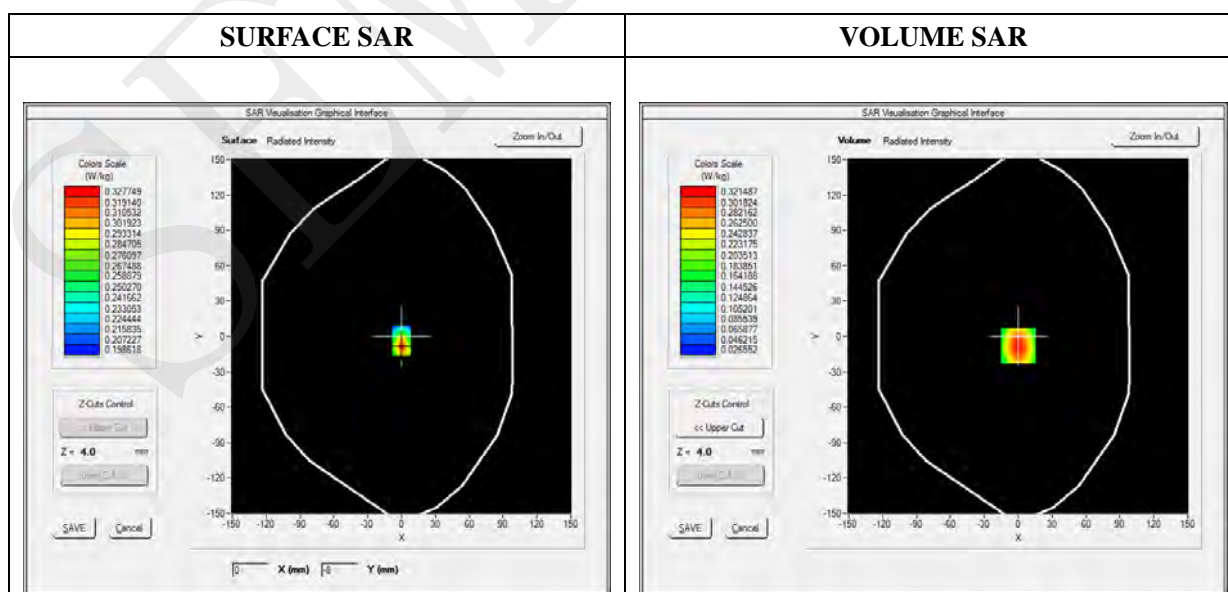 SURFACE SAR
VOLUME SAR
SAR Visualisation Graphical Interface
Surface Radiated Intensity
Zoom In/Out
Colors Scale
(W/kg)
0.327749
0.319140
0.310532
0.301923
0.293314
0.284705
0.276097
0.267488
0.258879
0.250270
0.241662
0.233053
0.224444
0.215835
0.207227
0.198618
150
120
90
60
30
0
-30
-60
-90
-120
-150
Y
-150 -120 -90 -60 -30 0 30 60 90 120 150
X
Z-Cuts Control
<< Upper Cut
Z = 4.0 mm
SAVE Cancel
0 X (mm) Y (mm)
SAR Visualisation Graphical Interface
Volume Radiated Intensity
Zoom In/Out
Colors Scale
(W/kg)
0.321487
0.301824
0.282162
0.262500
0.242837
0.223175
0.203513
0.183851
0.164188
0.144526
0.124864
0.105201
0.085539
0.065877
0.046215
0.026552
150
120
90
60
30
0
-30
-60
-90
-120
-150
Y
-150 -120 -90 -60 -30 0 30 60 90 120 150
X
Z-Cuts Control
<< Upper Cut
Z = 4.0 mm
SAVE Cancel